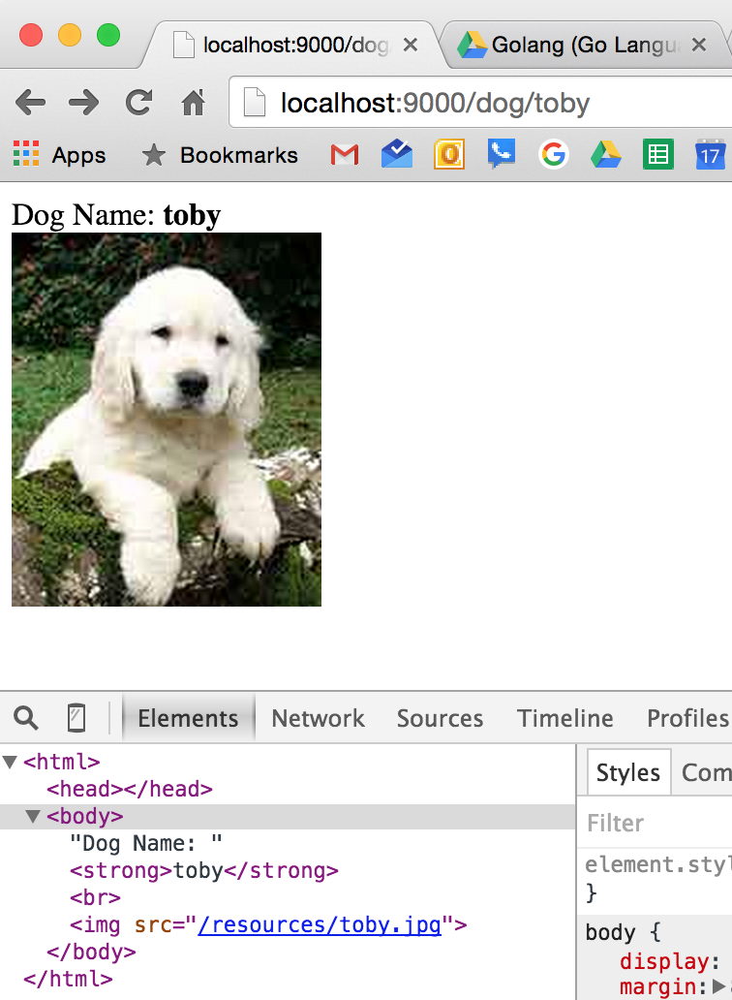 localhost:9000/dog
Golang (Go Langu
localhost:9000/dog/toby
Apps
Bookmarks
17
Dog Name: toby
Elements
Network
Sources
Timeline
Profiles
<html>
<head></head>
<body>
"Dog Name: "
<strong>toby</strong>
<br>
<img src="/resources/toby.jpg">
</body>
</html>
Styles
Com
Filter
element.styl
}
body {
display:
margin: